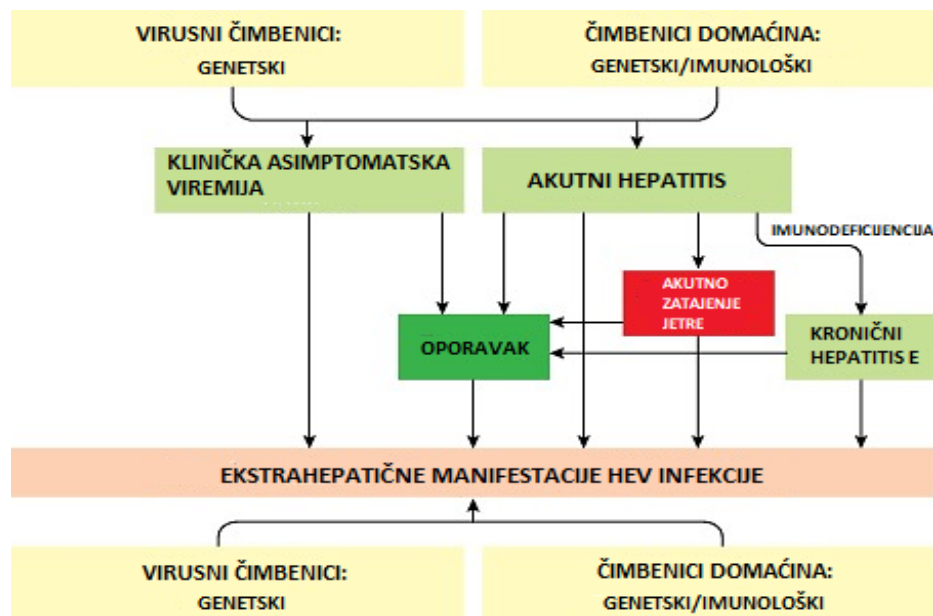 VIRUSNI ČIMBENICI:
GENETSKI
ČIMBENICI DOMAĆINA:
GENETSKI/IMUNOLOŠKI
KLINIČKA ASIMPTOMATSKA
VIREMIJA
AKUTNI HEPATITIS
IMUNODEFICIJENCIJA
AKUTNO
ZATAJENJE
JETRE
OPORAVAK
KRONIČNI
HEPATITIS E
EKSTRAHEPATIČNE MANIFESTACIJE HEV INFEKCIJE
VIRUSNI ČIMBENICI:
GENETSKI
ČIMBENICI DOMAĆINA:
GENETSKI/IMUNOLOŠKI